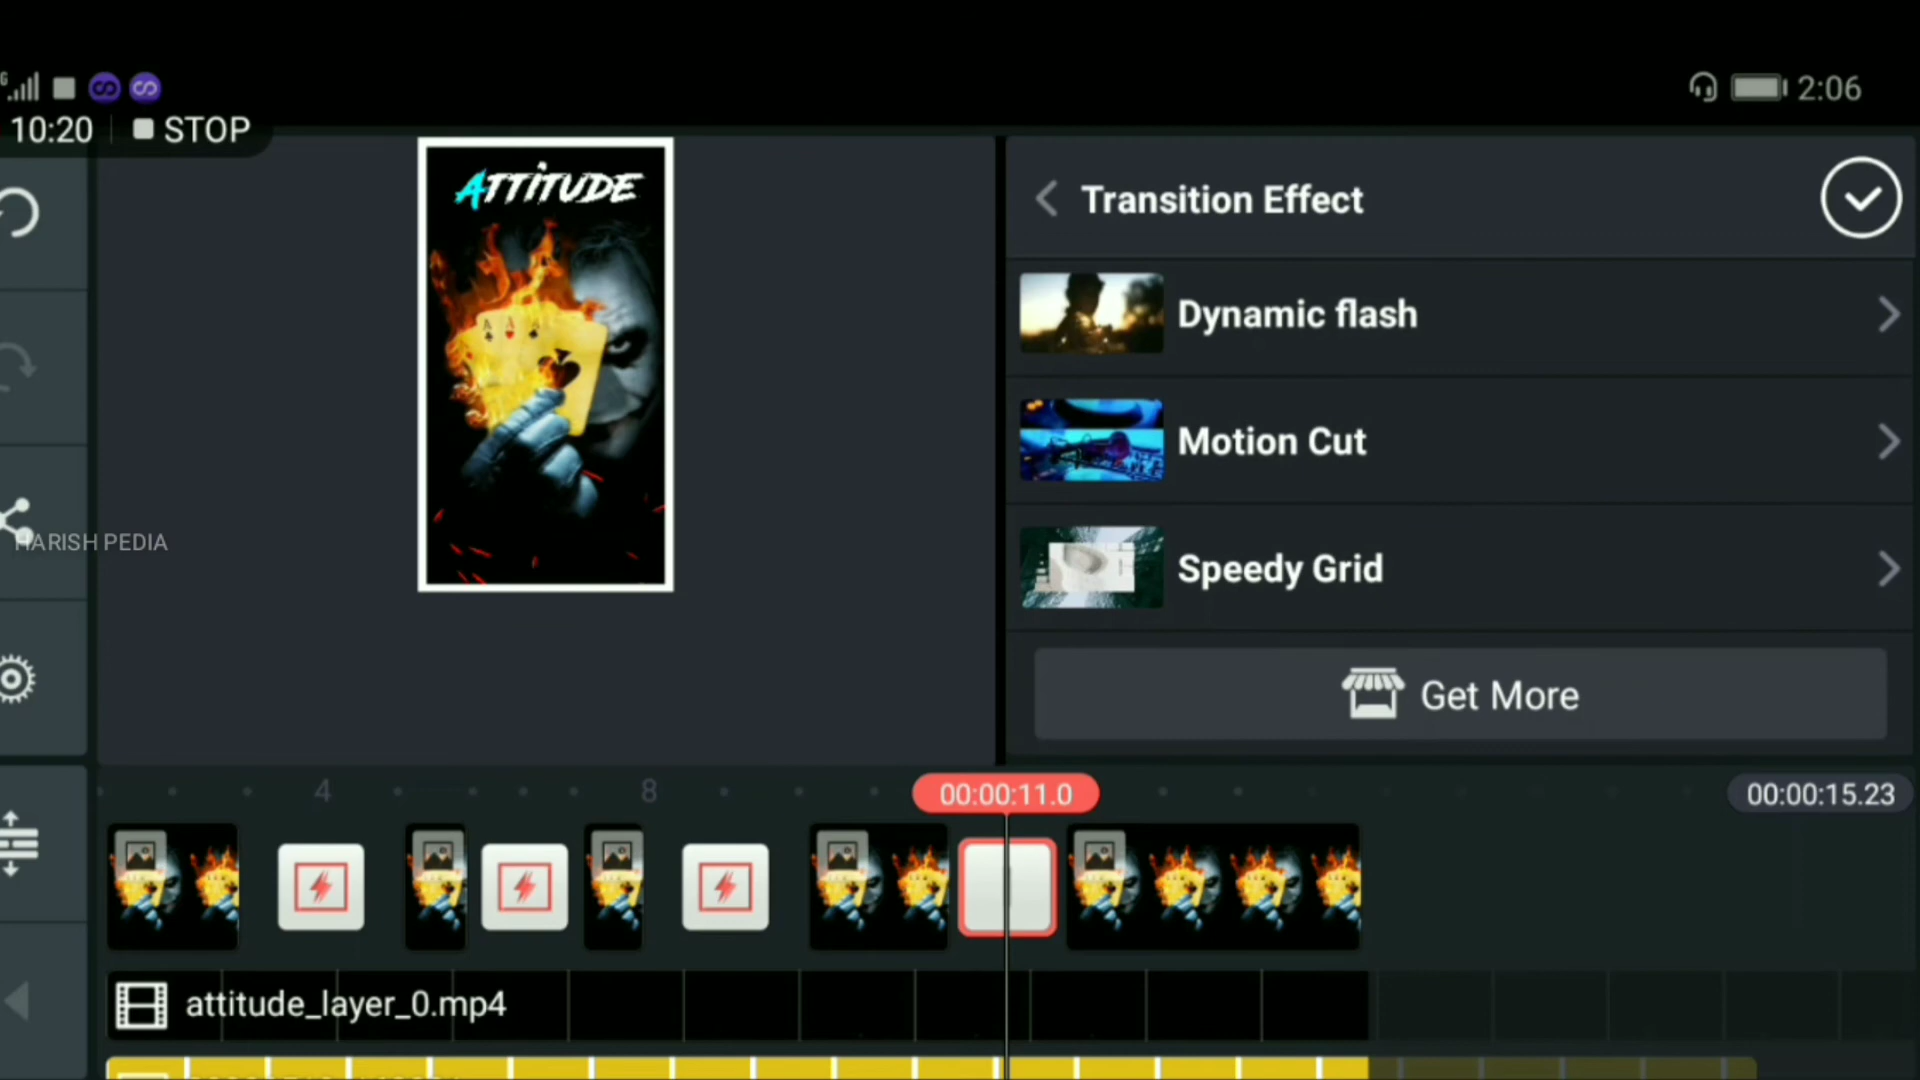 2:06
10:20 STOP
ATTITUDE
Transition Effect
Dynamic flash
Motion Cut
HARISH PEDIA
Speedy Grid
Get More
4 8 00:00:11.0 00:00:15.23
attitude_layer_0.mp4